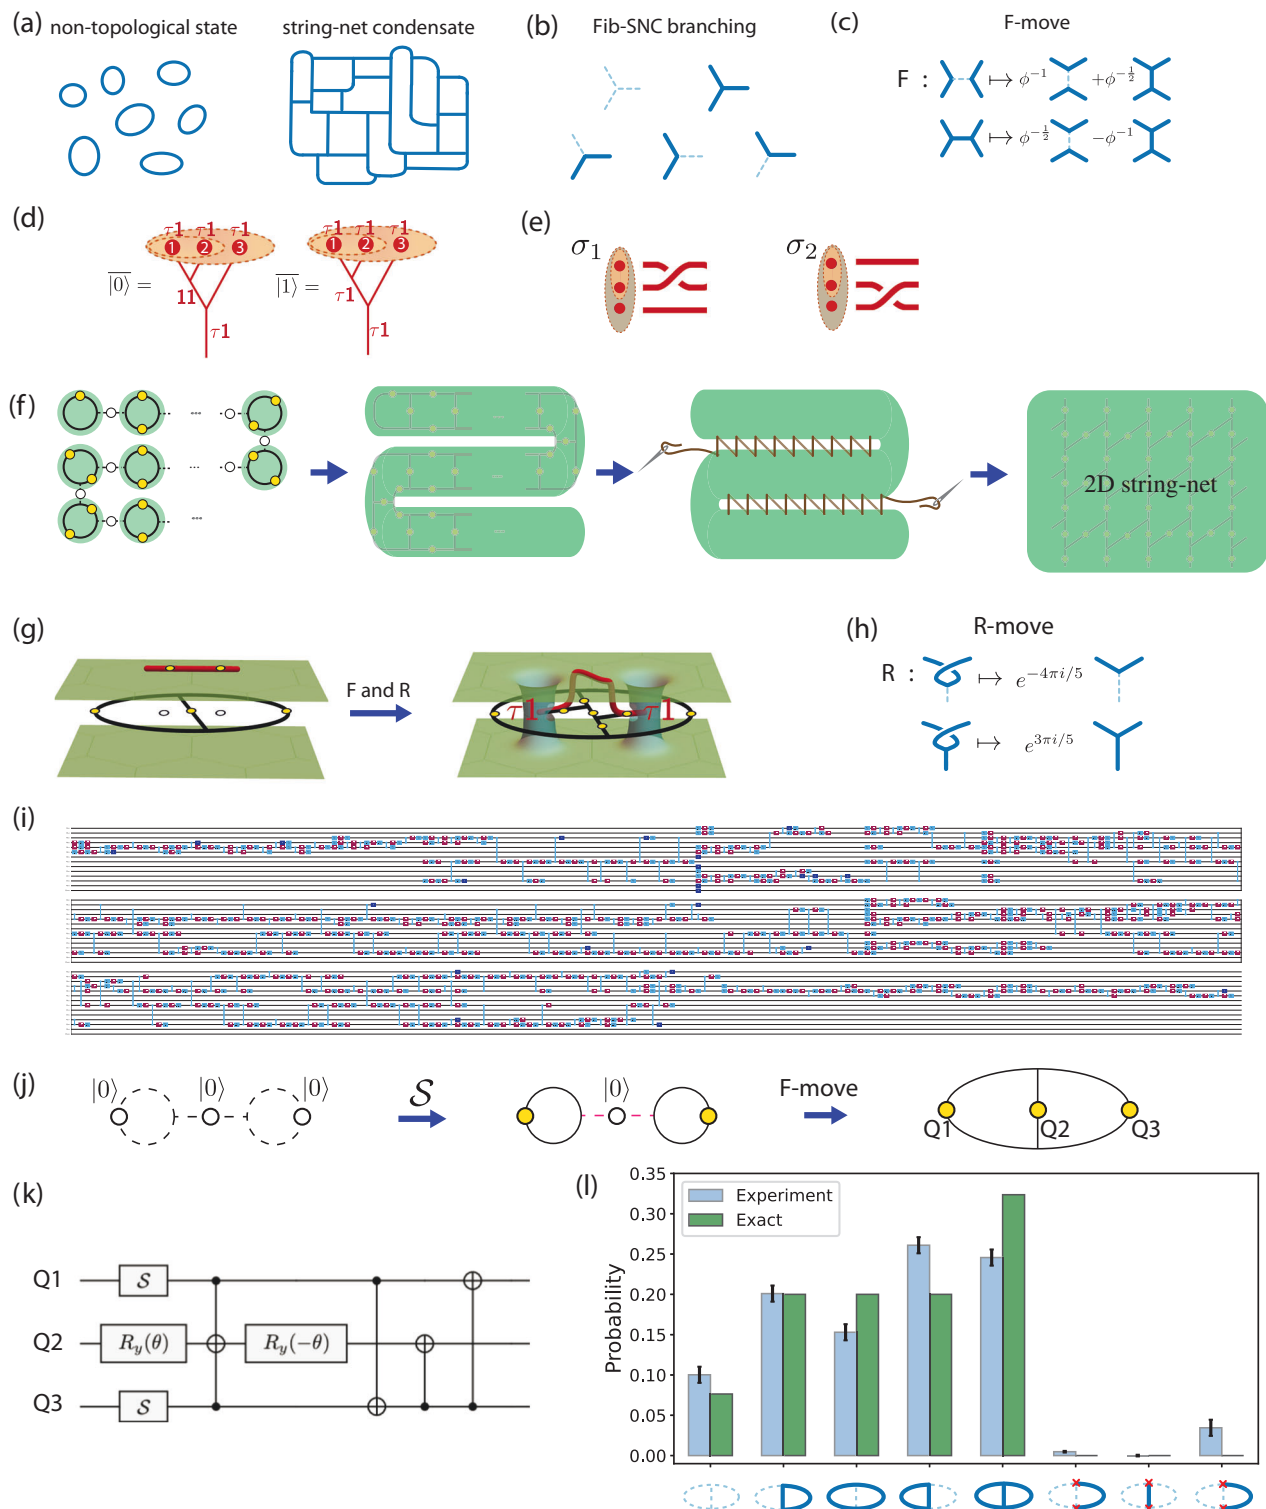 (a)
non-topological state
string-net condensate
(b)
Fib-SNC branching
(c)
F-move
F : ↦ ϕ^{-1} +ϕ^{-1/2}
↦ ϕ^{-1/2} −ϕ^{-1}
(d)
τ1 τ1 τ1
1 2 3
|0⟩ =
11
τ1
τ1 τ1 τ1
1 2 3
|1⟩ =
τ1
τ1
(e)
σ1
σ2
(f)
2D string-net
(g)
F and R
τ1 τ1
(h)
R-move
R : ↦ e^{−4πi/5}
↦ e^{3πi/5}
(i)
(j)
|0⟩ |0⟩ |0⟩
S
|0⟩
F-move
Q1 Q2 Q3
(k)
Q1 S
Q2 R_y(θ) R_y(−θ)
Q3 S
(l)
Probability
0.35
0.30
0.25
0.20
0.15
0.10
0.05
0.00
Experiment
Exact